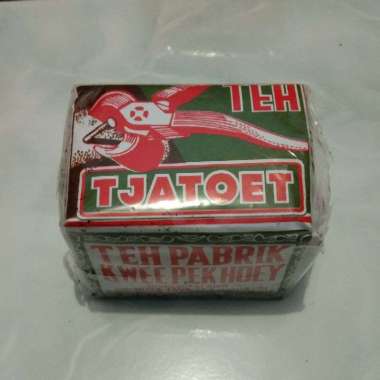 TEH
TJATOET
TEH PABRIK
KWEE PEK HOEY